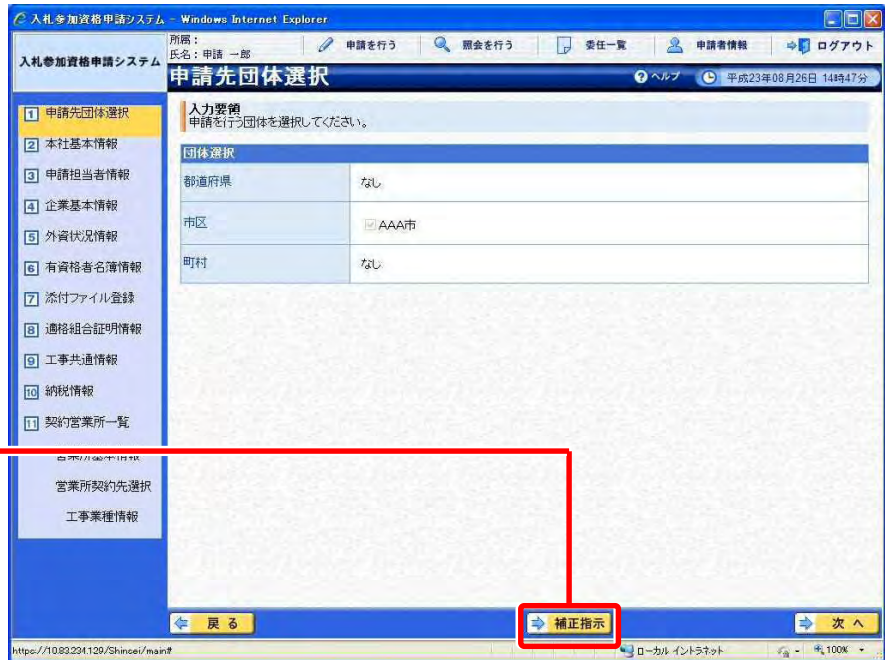 入札参加資格申請システム - Windows Internet Explorer
入札参加資格申請システム
所属：
氏名：申請 一郎
申請を行う
照会を行う
委任一覧
申請者情報
ログアウト
申請先団体選択
ヘルプ
平成23年08月26日 14時47分
1 申請先団体選択
2 本社基本情報
3 申請担当者情報
4 企業基本情報
5 外資状況情報
6 有資格者名簿情報
7 添付ファイル登録
8 適格組合証明情報
9 工事共通情報
10 納税情報
11 契約営業所一覧
営業所基本情報
営業所契約先選択
工事業種情報
入力要領
申請を行う団体を選択してください。
団体選択
都道府県 なし
市区 AAA市
町村 なし
戻る
補正指示
次へ
https://10.83.234.129/Shinsei/main#
ローカル イントラネット
100%